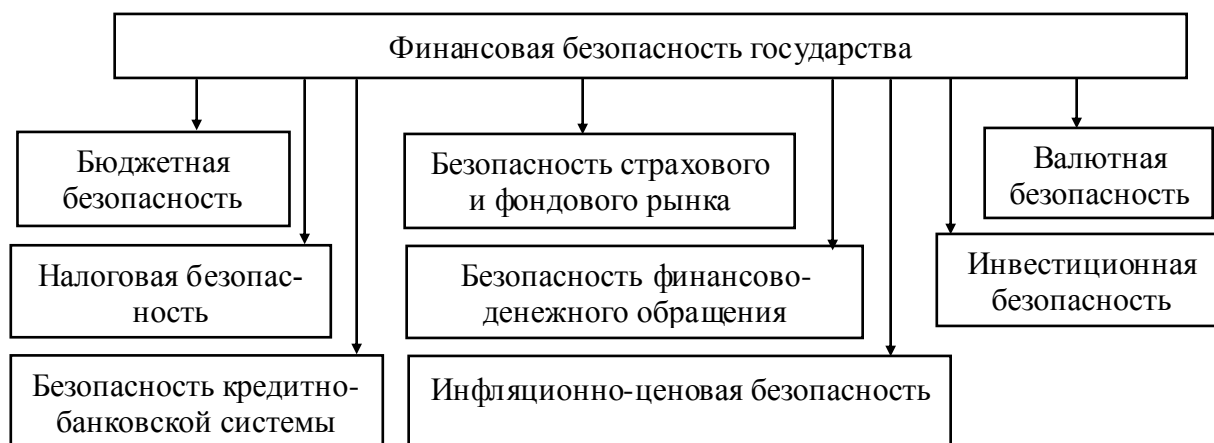 Финансовая безопасность государства
Бюджетная
безопасность
Безопасность страхового
и фондового рынка
Валютная
безопасность
Налоговая безопас-
ность
Безопасность финансово-
денежного обращения
Инвестиционная
безопасность
Безопасность кредитно-
банковской системы
Инфляционно-ценовая безопасность